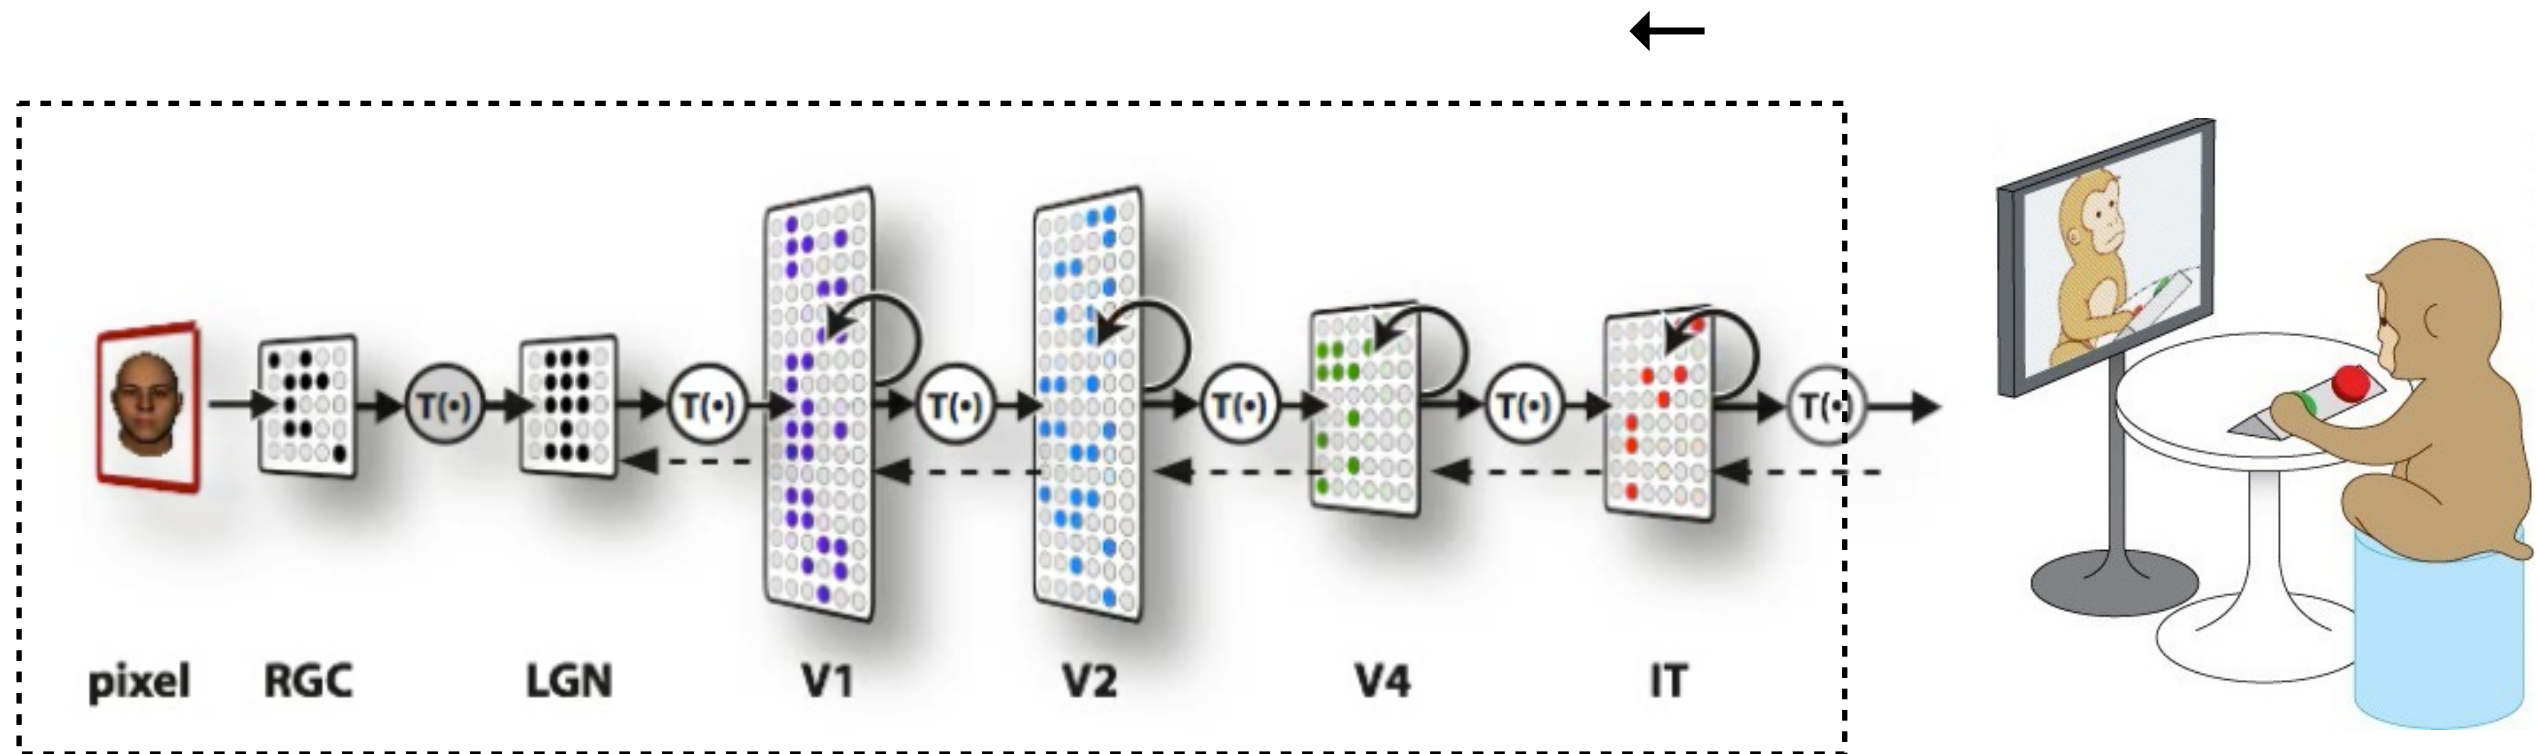 T(•) T(•) T(•) T(•) T(•) T(•)
pixel RGC LGN V1 V2 V4 IT